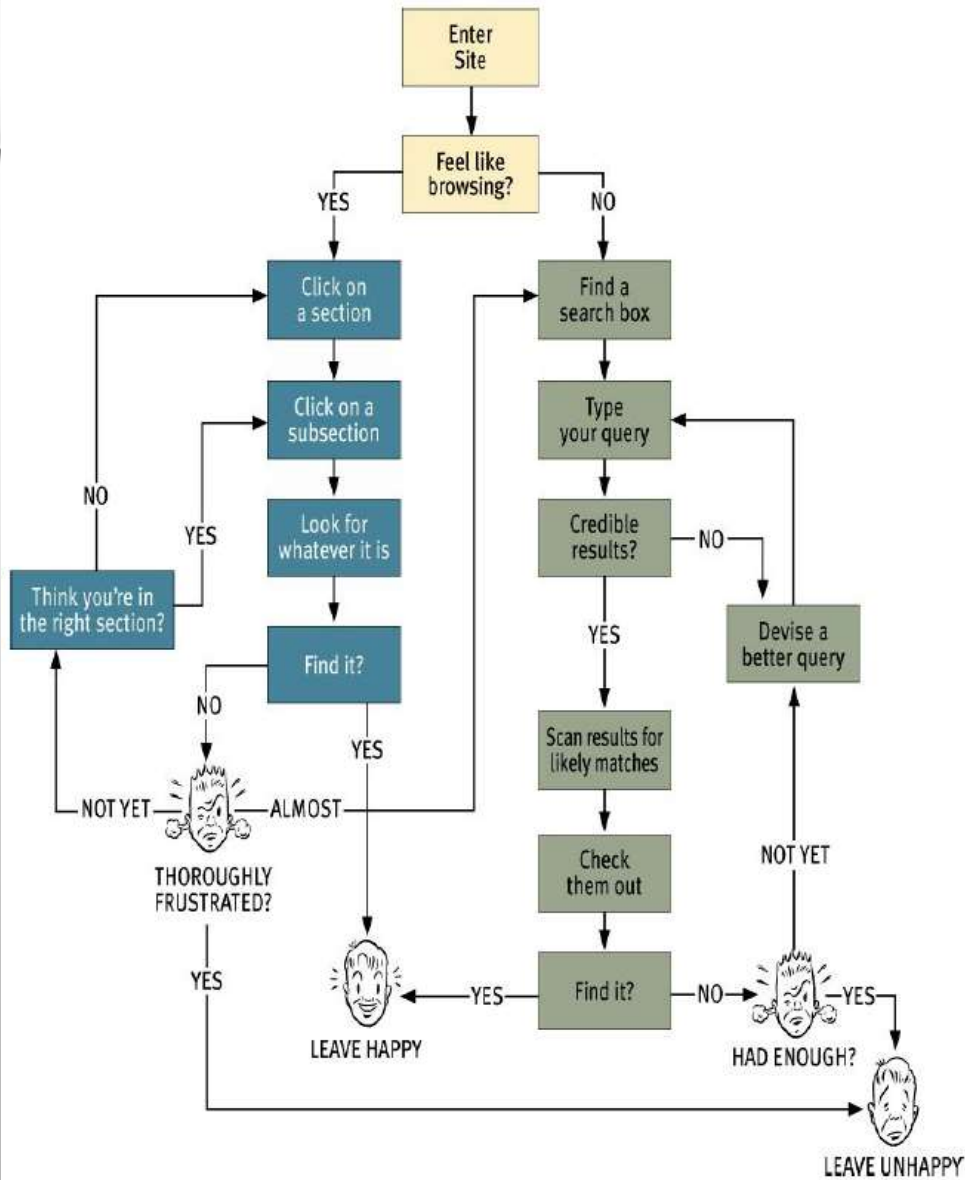 Enter
Site
Feel like
browsing?
YES
NO
Click on
a section
Find a
search box
Click on a
subsection
Type
your query
NO
YES
Look for
whatever it is
Credible
results?
NO
Think you're in
the right section?
YES
Devise a
better query
Find it?
NO
YES
Scan results for
likely matches
NOT YET
ALMOST
Check
them out
NOT YET
THOROUGHLY
FRUSTRATED?
YES
YES
Find it?
NO
YES
LEAVE HAPPY
HAD ENOUGH?
LEAVE UNHAPPY